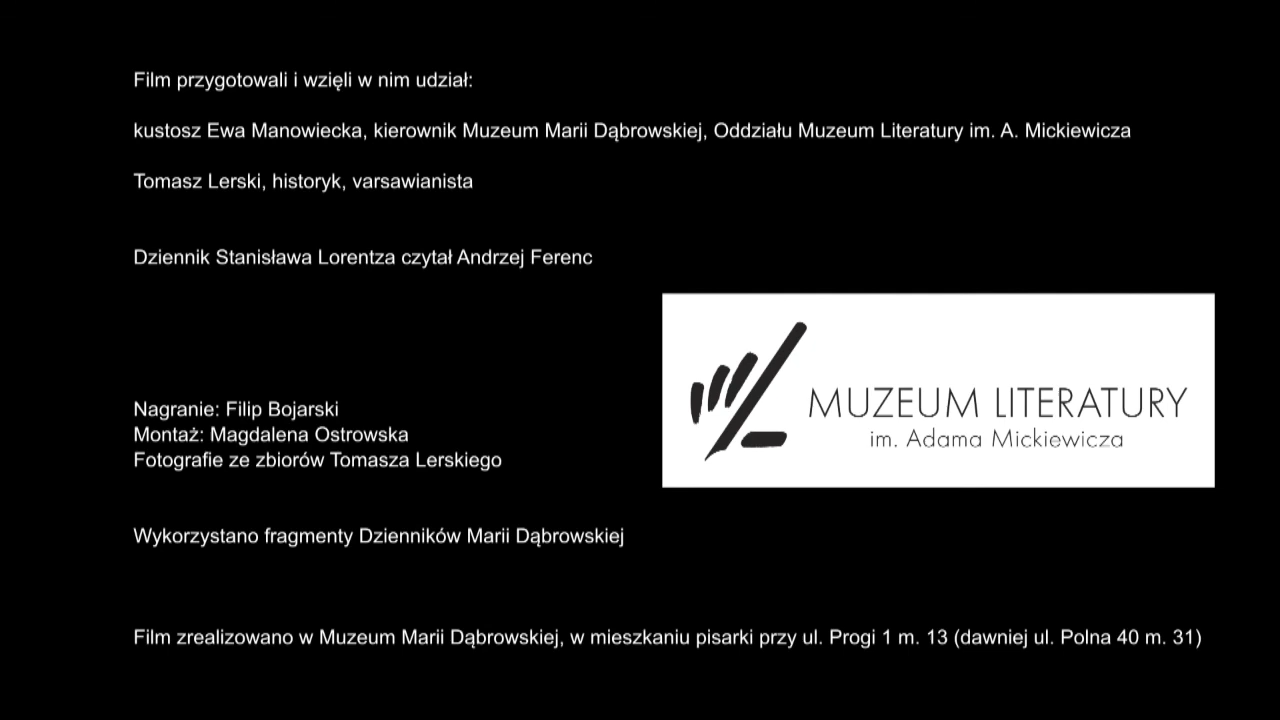 Film przygotowali i wzięli w nim udział:
kustosz Ewa Manowiecka, kierownik Muzeum Marii Dąbrowskiej, Oddziału Muzeum Literatury im. A. Mickiewicza
Tomasz Lerski, historyk, varsawianista
Dziennik Stanisława Lorentza czytał Andrzej Ferenc
MUZEUM LITERATURY
im. Adama Mickiewicza
Nagranie: Filip Bojarski
Montaż: Magdalena Ostrowska
Fotografie ze zbiorów Tomasza Lerskiego
Wykorzystano fragmenty Dzienników Marii Dąbrowskiej
Film zrealizowano w Muzeum Marii Dąbrowskiej, w mieszkaniu pisarki przy ul. Progi 1 m. 13 (dawniej ul. Polna 40 m. 31)